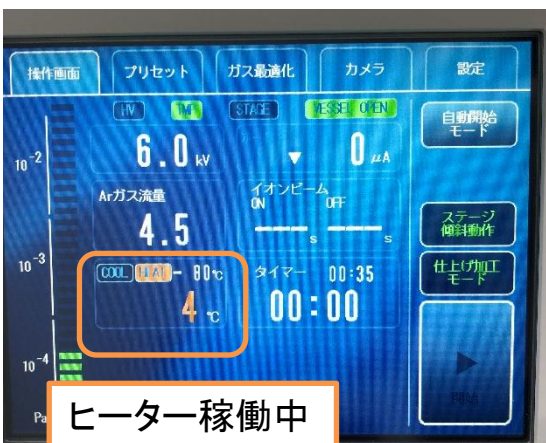 操作画面 プリセット ガス最適化 カメラ 設定
HV TMP STAGE VESSEL OPEN
6.0 kV
0 μA
自動開始
モード
10-2
Arガス流量
4.5
イオンビーム
ON OFF
--- s --- s
ステージ
傾斜動作
10-3
COOL HEAT - 80℃
4 ℃
タイマー 00:35
00:00
仕上げ加工
モード
10-4
開始
Pa
ヒーター稼働中